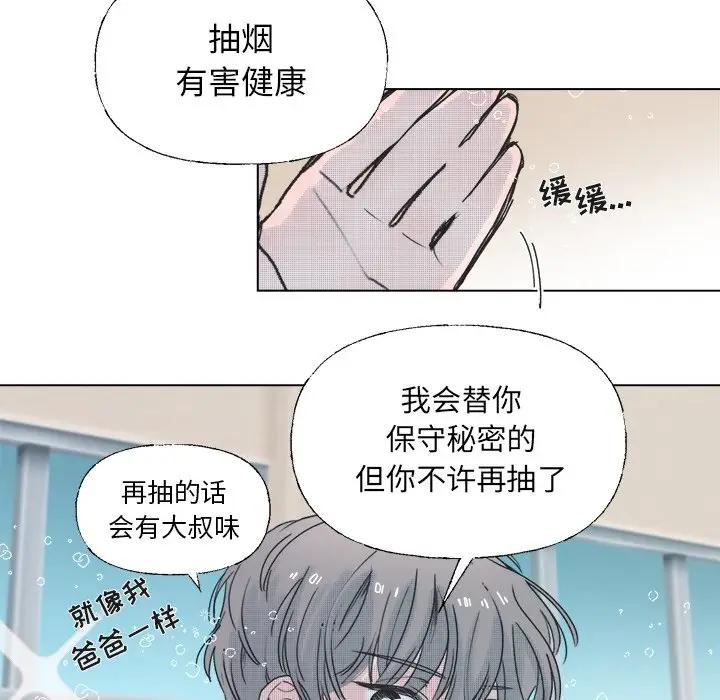 抽烟
有害健康
缓缓…
我会替你
保守秘密的
但你不许再抽了
再抽的话
会有大叔味
就像我
爸爸一样